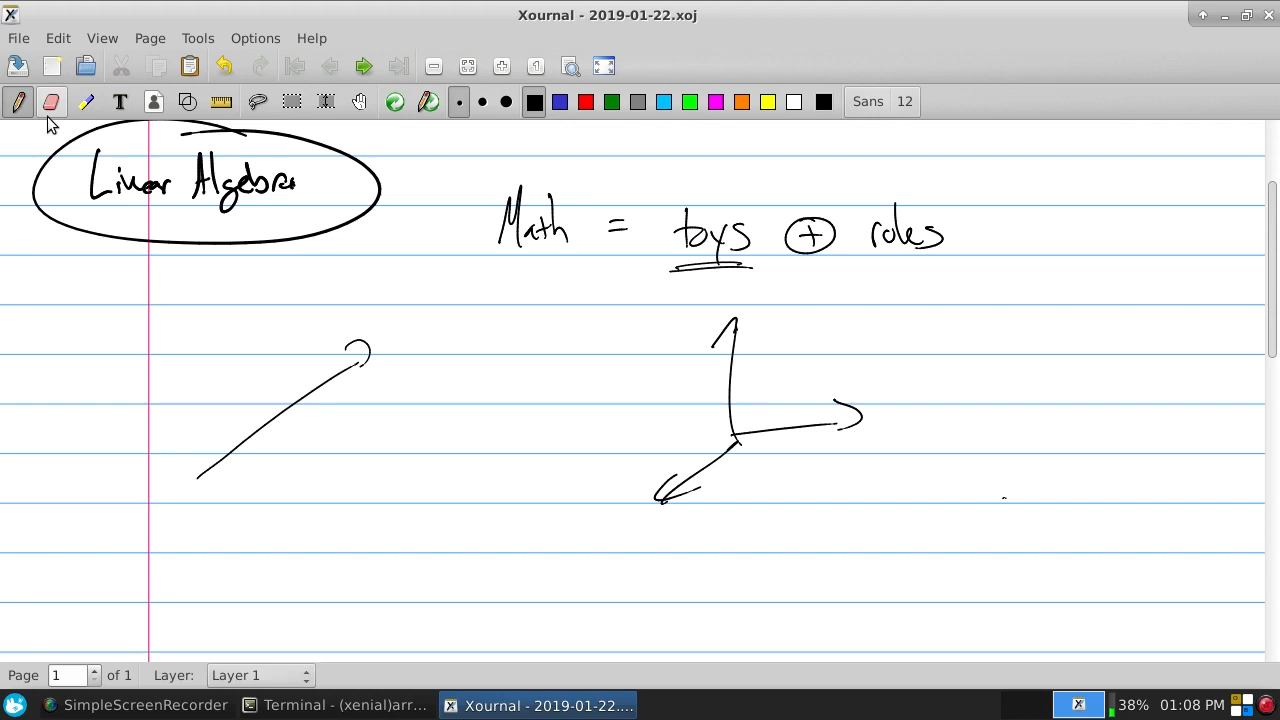 Xournal - 2019-01-22.xoj
File Edit View Page Tools Options Help
Sans 12
Linear Algebra
Math = toys + rules
Page 1 of 1 Layer: Layer 1
SimpleScreenRecorder Terminal - (xenial)arr... Xournal - 2019-01-22.... 38% 01:08 PM